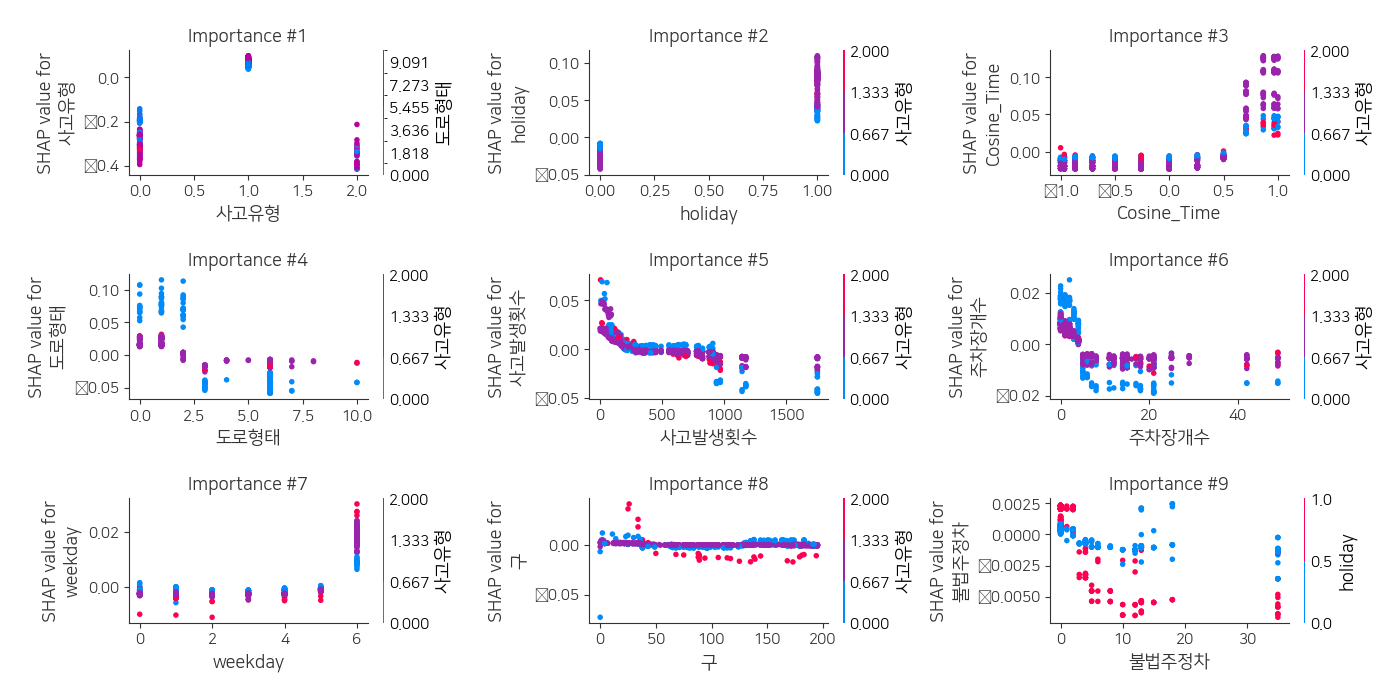 Importance #1
SHAP value for
사고유형
0.0
0.2
0.4
0.0
0.5
1.0
1.5
2.0
사고유형
9.091
7.273
5.455
3.636
1.818
0.000
도로형태
Importance #2
SHAP value for
holiday
0.10
0.05
0.00
0.05
0.00
0.25
0.50
0.75
1.00
holiday
2.000
1.333
0.667
0.000
사고유형
Importance #3
SHAP value for
Cosine_Time
0.10
0.05
0.00
1.0
0.5
0.0
0.5
1.0
Cosine_Time
2.000
1.333
0.667
0.000
사고유형
Importance #4
SHAP value for
도로형태
0.10
0.05
0.00
0.05
0.0
2.5
5.0
7.5
10.0
도로형태
2.000
1.333
0.667
0.000
사고유형
Importance #5
SHAP value for
사고발생횟수
0.05
0.00
0.05
0
500
1000
1500
사고발생횟수
2.000
1.333
0.667
0.000
사고유형
Importance #6
SHAP value for
주차장개수
0.02
0.00
0.02
0
20
40
주차장개수
2.000
1.333
0.667
0.000
사고유형
Importance #7
SHAP value for
weekday
0.02
0.00
0
2
4
6
weekday
2.000
1.333
0.667
0.000
사고유형
Importance #8
SHAP value for
구
0.00
0.05
0
50
100
150
200
구
2.000
1.333
0.667
0.000
사고유형
Importance #9
SHAP value for
불법주정차
0.0025
0.0000
0.0025
0.0050
0
10
20
30
불법주정차
1.0
0.5
0.0
holiday